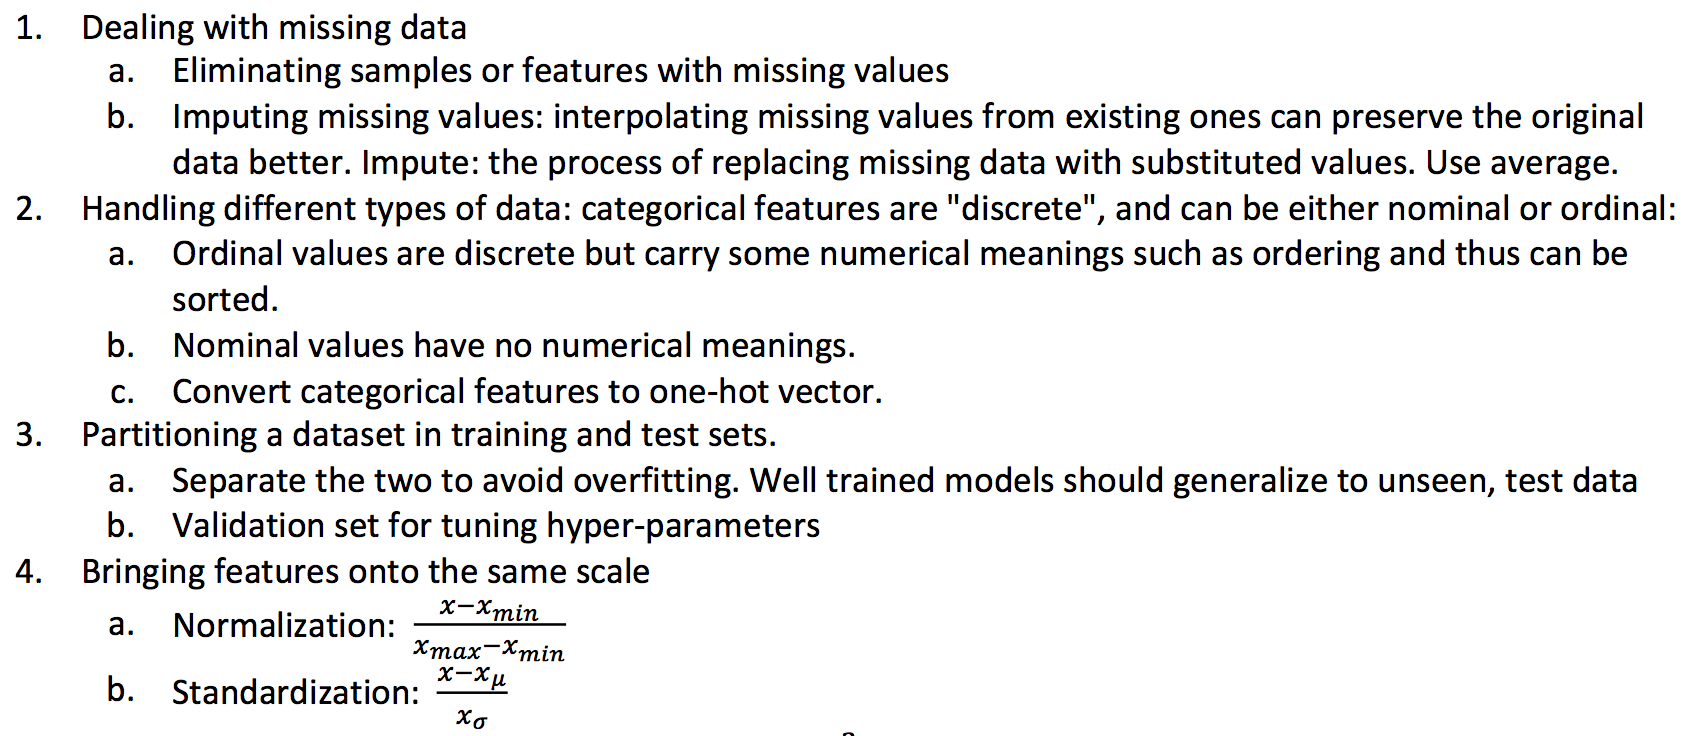 1. Dealing with missing data
a. Eliminating samples or features with missing values
b. Imputing missing values: interpolating missing values from existing ones can preserve the original
data better. Impute: the process of replacing missing data with substituted values. Use average.
2. Handling different types of data: categorical features are "discrete", and can be either nominal or ordinal:
a. Ordinal values are discrete but carry some numerical meanings such as ordering and thus can be
sorted.
b. Nominal values have no numerical meanings.
c. Convert categorical features to one-hot vector.
3. Partitioning a dataset in training and test sets.
a. Separate the two to avoid overfitting. Well trained models should generalize to unseen, test data
b. Validation set for tuning hyper-parameters
4. Bringing features onto the same scale
a. Normalization: \frac{x-x_{min}}{x_{max}-x_{min}}
b. Standardization: \frac{x-x_{\mu}}{x_{\sigma}}